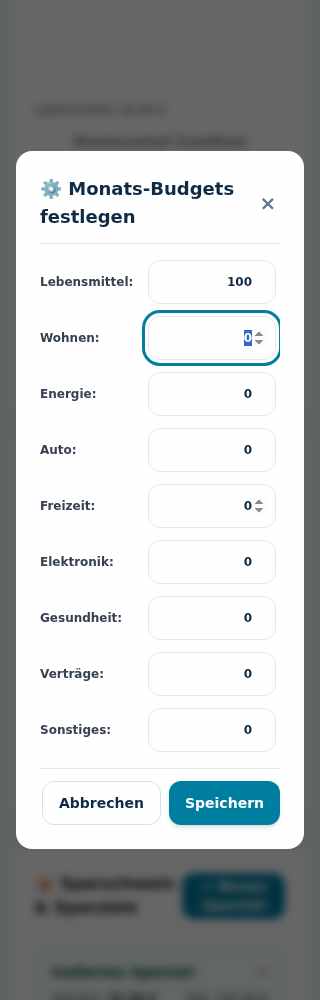 ⚙️ Monats-Budgets
festlegen
×
Lebensmittel: 100
Wohnen: 0
Energie: 0
Auto: 0
Freizeit: 0
Elektronik: 0
Gesundheit: 0
Verträge: 0
Sonstiges: 0
Abbrechen Speichern